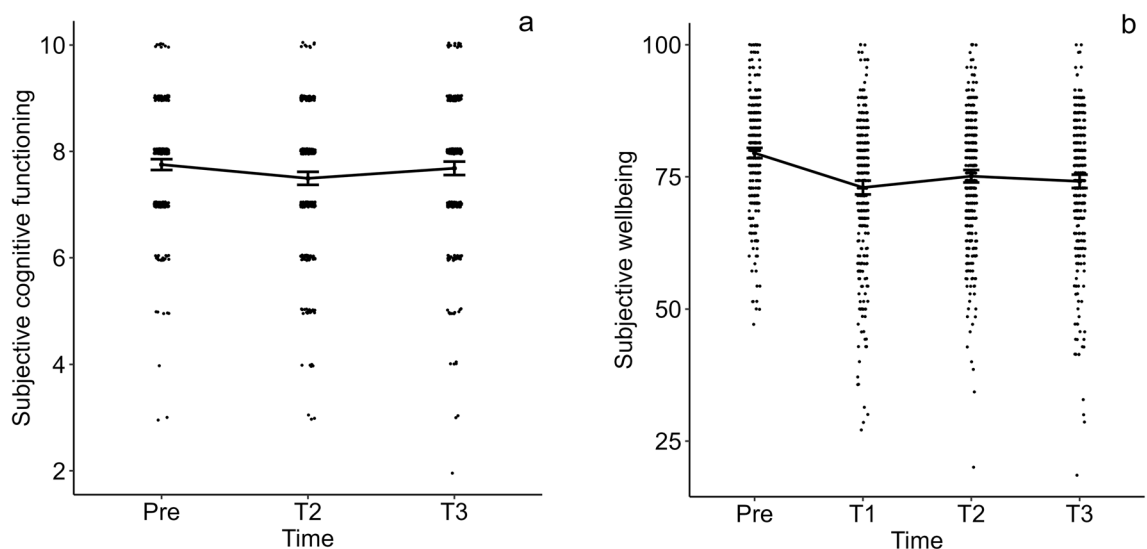 a
Subjective cognitive functioning
10
8
6
4
2
Pre T2 T3
Time
b
Subjective wellbeing
100
75
50
25
Pre T1 T2 T3
Time